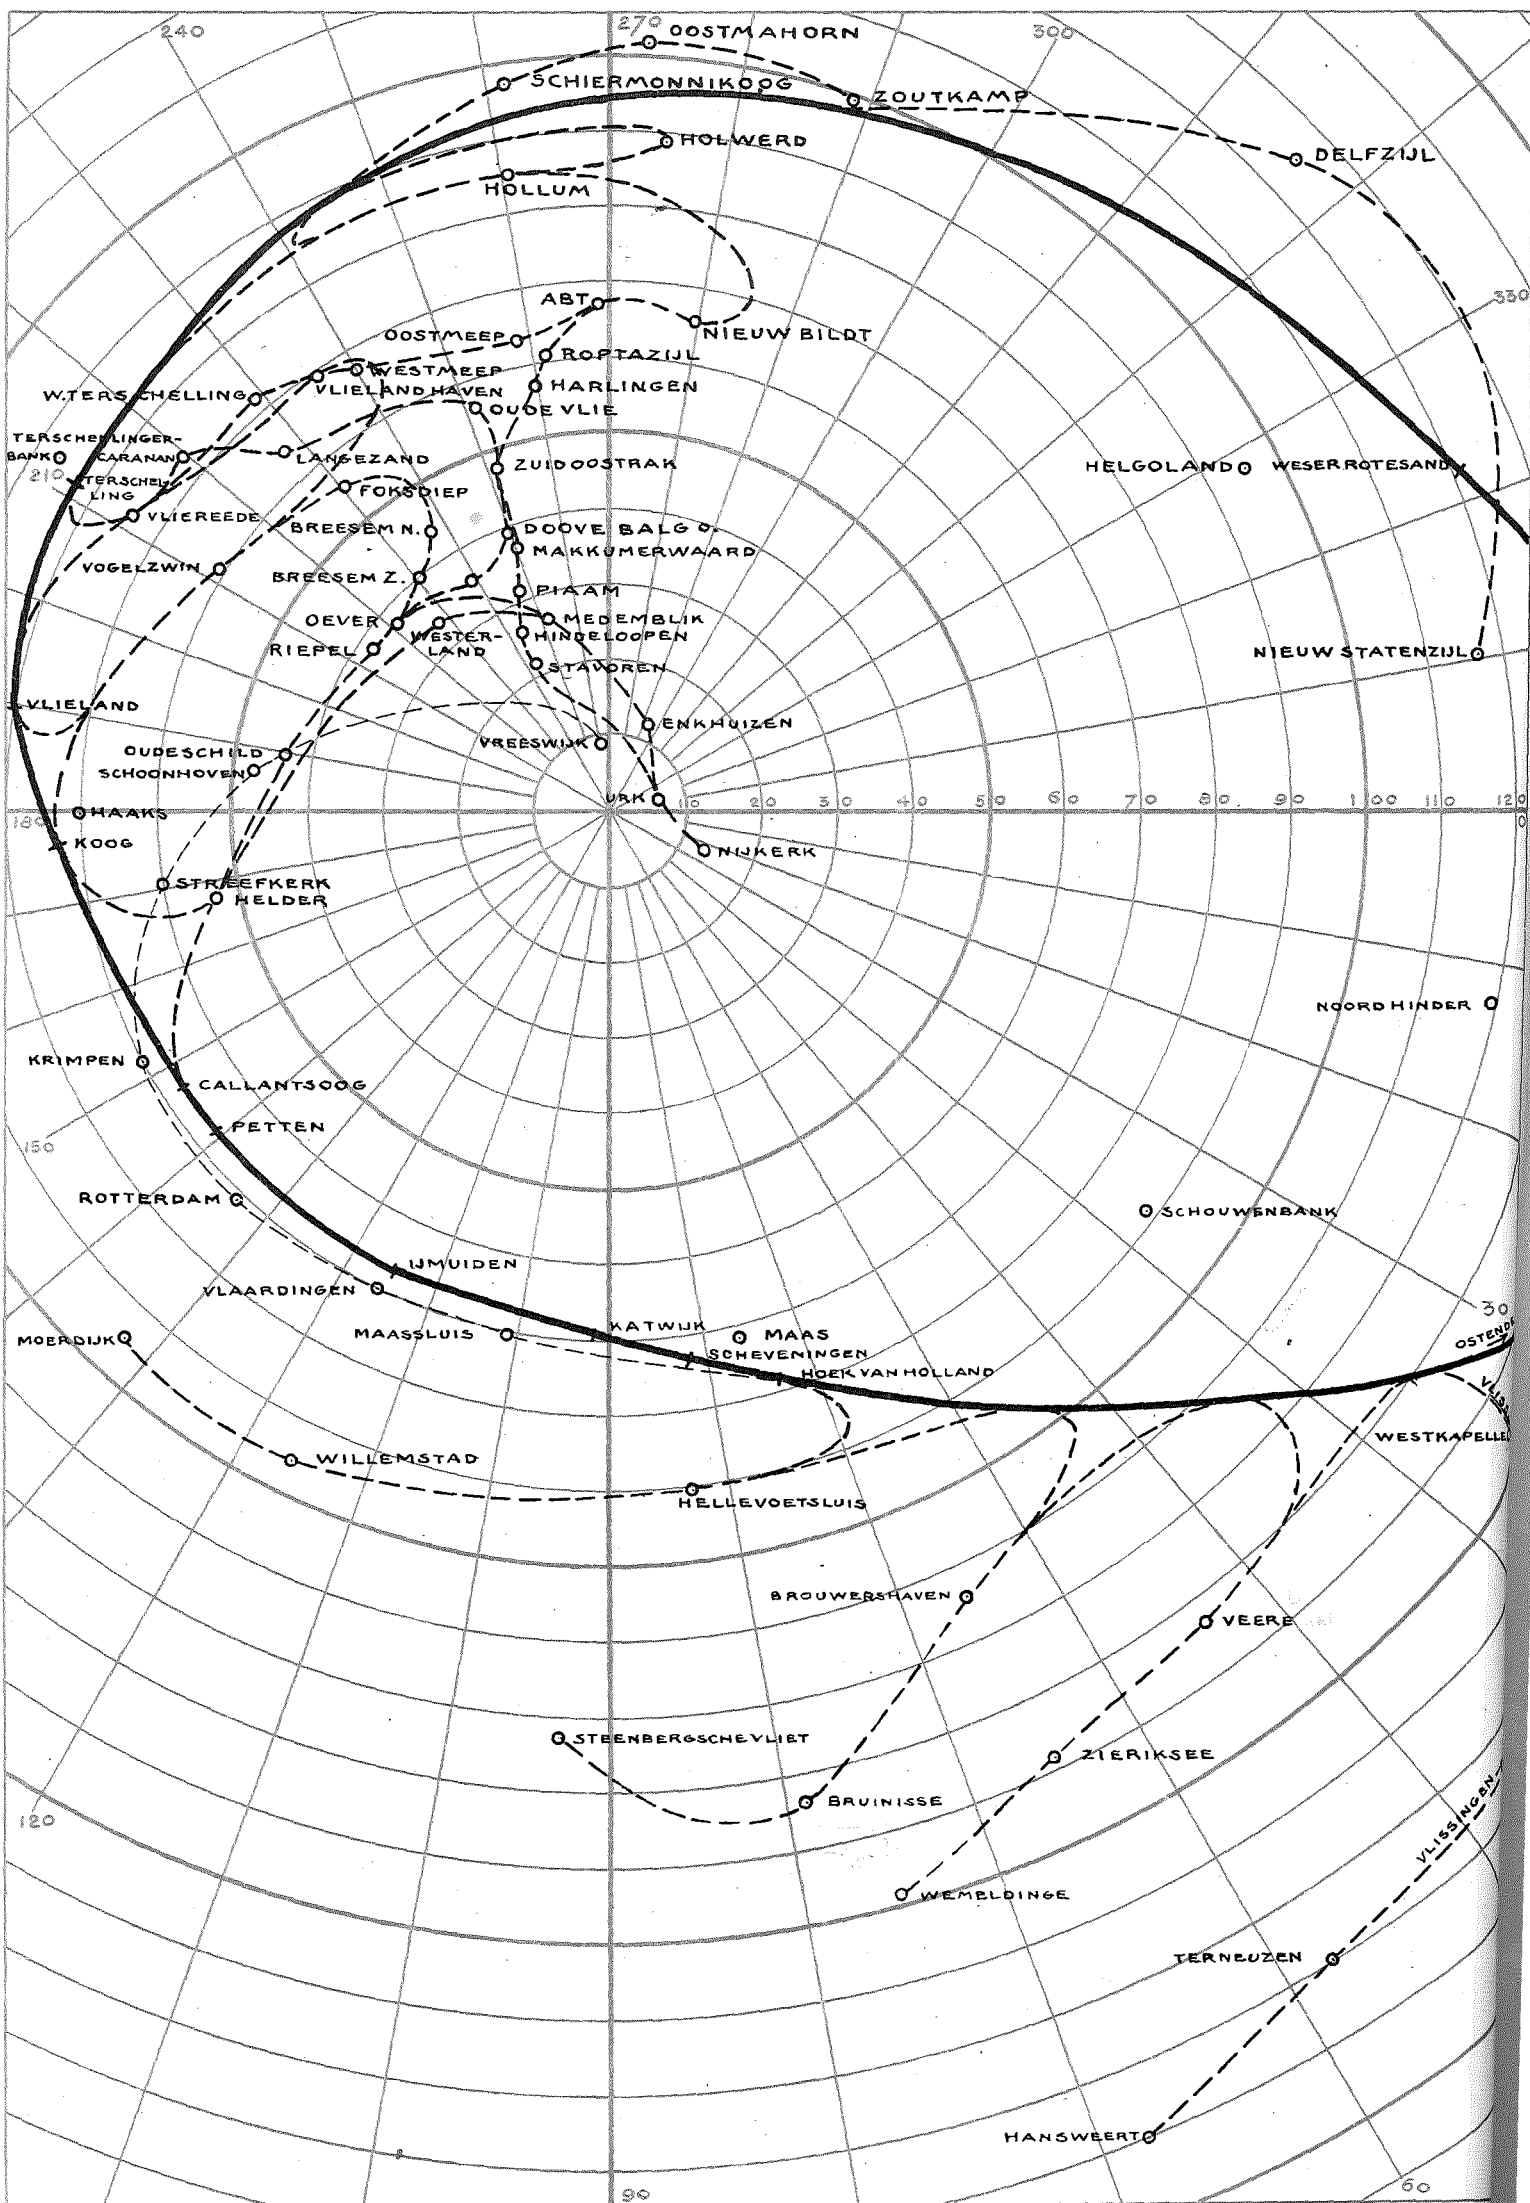 240
270
OOSTMAHORN
300
SCHIERMONNIKOOG
ZOUTKAMP
HOLWERD
DELFZIJL
HOLLUM
330
ABT
OOSTMEEP
NIEUW BILDT
ROPTAZIJL
WESTMEEP
W.TERSCHELLING
VLIELAND HAVEN
HARLINGEN
OUDE VLIE
TERSCHELLINGER-
BANK
CARANAN
LANGEZAND
ZUIDOOSTRAK
HELGOLAND
WESERROTESAND
210
TERSCHEL-
LING
FOKSDIEP
VLIEREEDE
BREESEM N.
DOOVE BALG O.
MAKKUMERWAARD
VOGELZWIN
BREESEM Z.
PIAAM
OEVER
MEDEMBLIK
WESTER-
LAND
HINDELOOPEN
RIEPEL
STAVOREN
NIEUW STATENZIJL
VLIELAND
ENKHUIZEN
OUDESCHILD
VREESWIJK
SCHOONHOVEN
URK
10 20 30 40 50 60 70 80 90 100 110 120
0
HAAKS
180
KOOG
NIJKERK
STREEFKERK
HELDER
NOORD HINDER
KRIMPEN
CALLANTSOOG
PETTEN
150
ROTTERDAM
SCHOUWENBANK
IJMUIDEN
VLAARDINGEN
30
MOERDIJK
MAASSLUIS
KATWIJK
MAAS
OSTENDE
SCHEVENINGEN
HOEK VAN HOLLAND
WESTKAPELLE
WILLEMSTAD
HELLEVOETSLUIS
BROUWERSHAVEN
VEERE
STEENBERGSCHE VLIET
ZIERIKSEE
BRUINISSE
120
VLISSINGEN
WEMELDINGE
TERNEUZEN
HANSWEERT
90
60